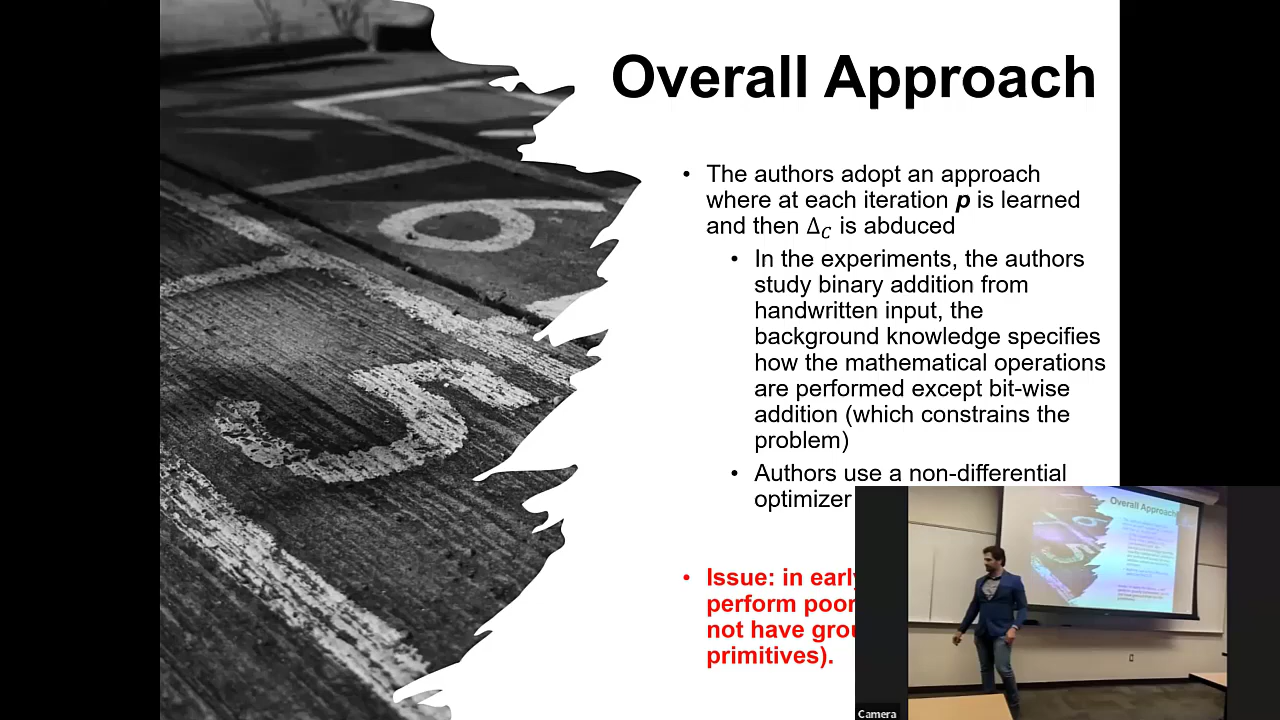 Overall Approach
• The authors adopt an approach
where at each iteration p is learned
and then Δ_C is abduced
• In the experiments, the authors
study binary addition from
handwritten input, the
background knowledge specifies
how the mathematical operations
are performed except bit-wise
addition (which constrains the
problem)
• Authors use a non-differential
optimizer
• Issue: in early
perform
not have
primitives).
Overall Approach
Camera